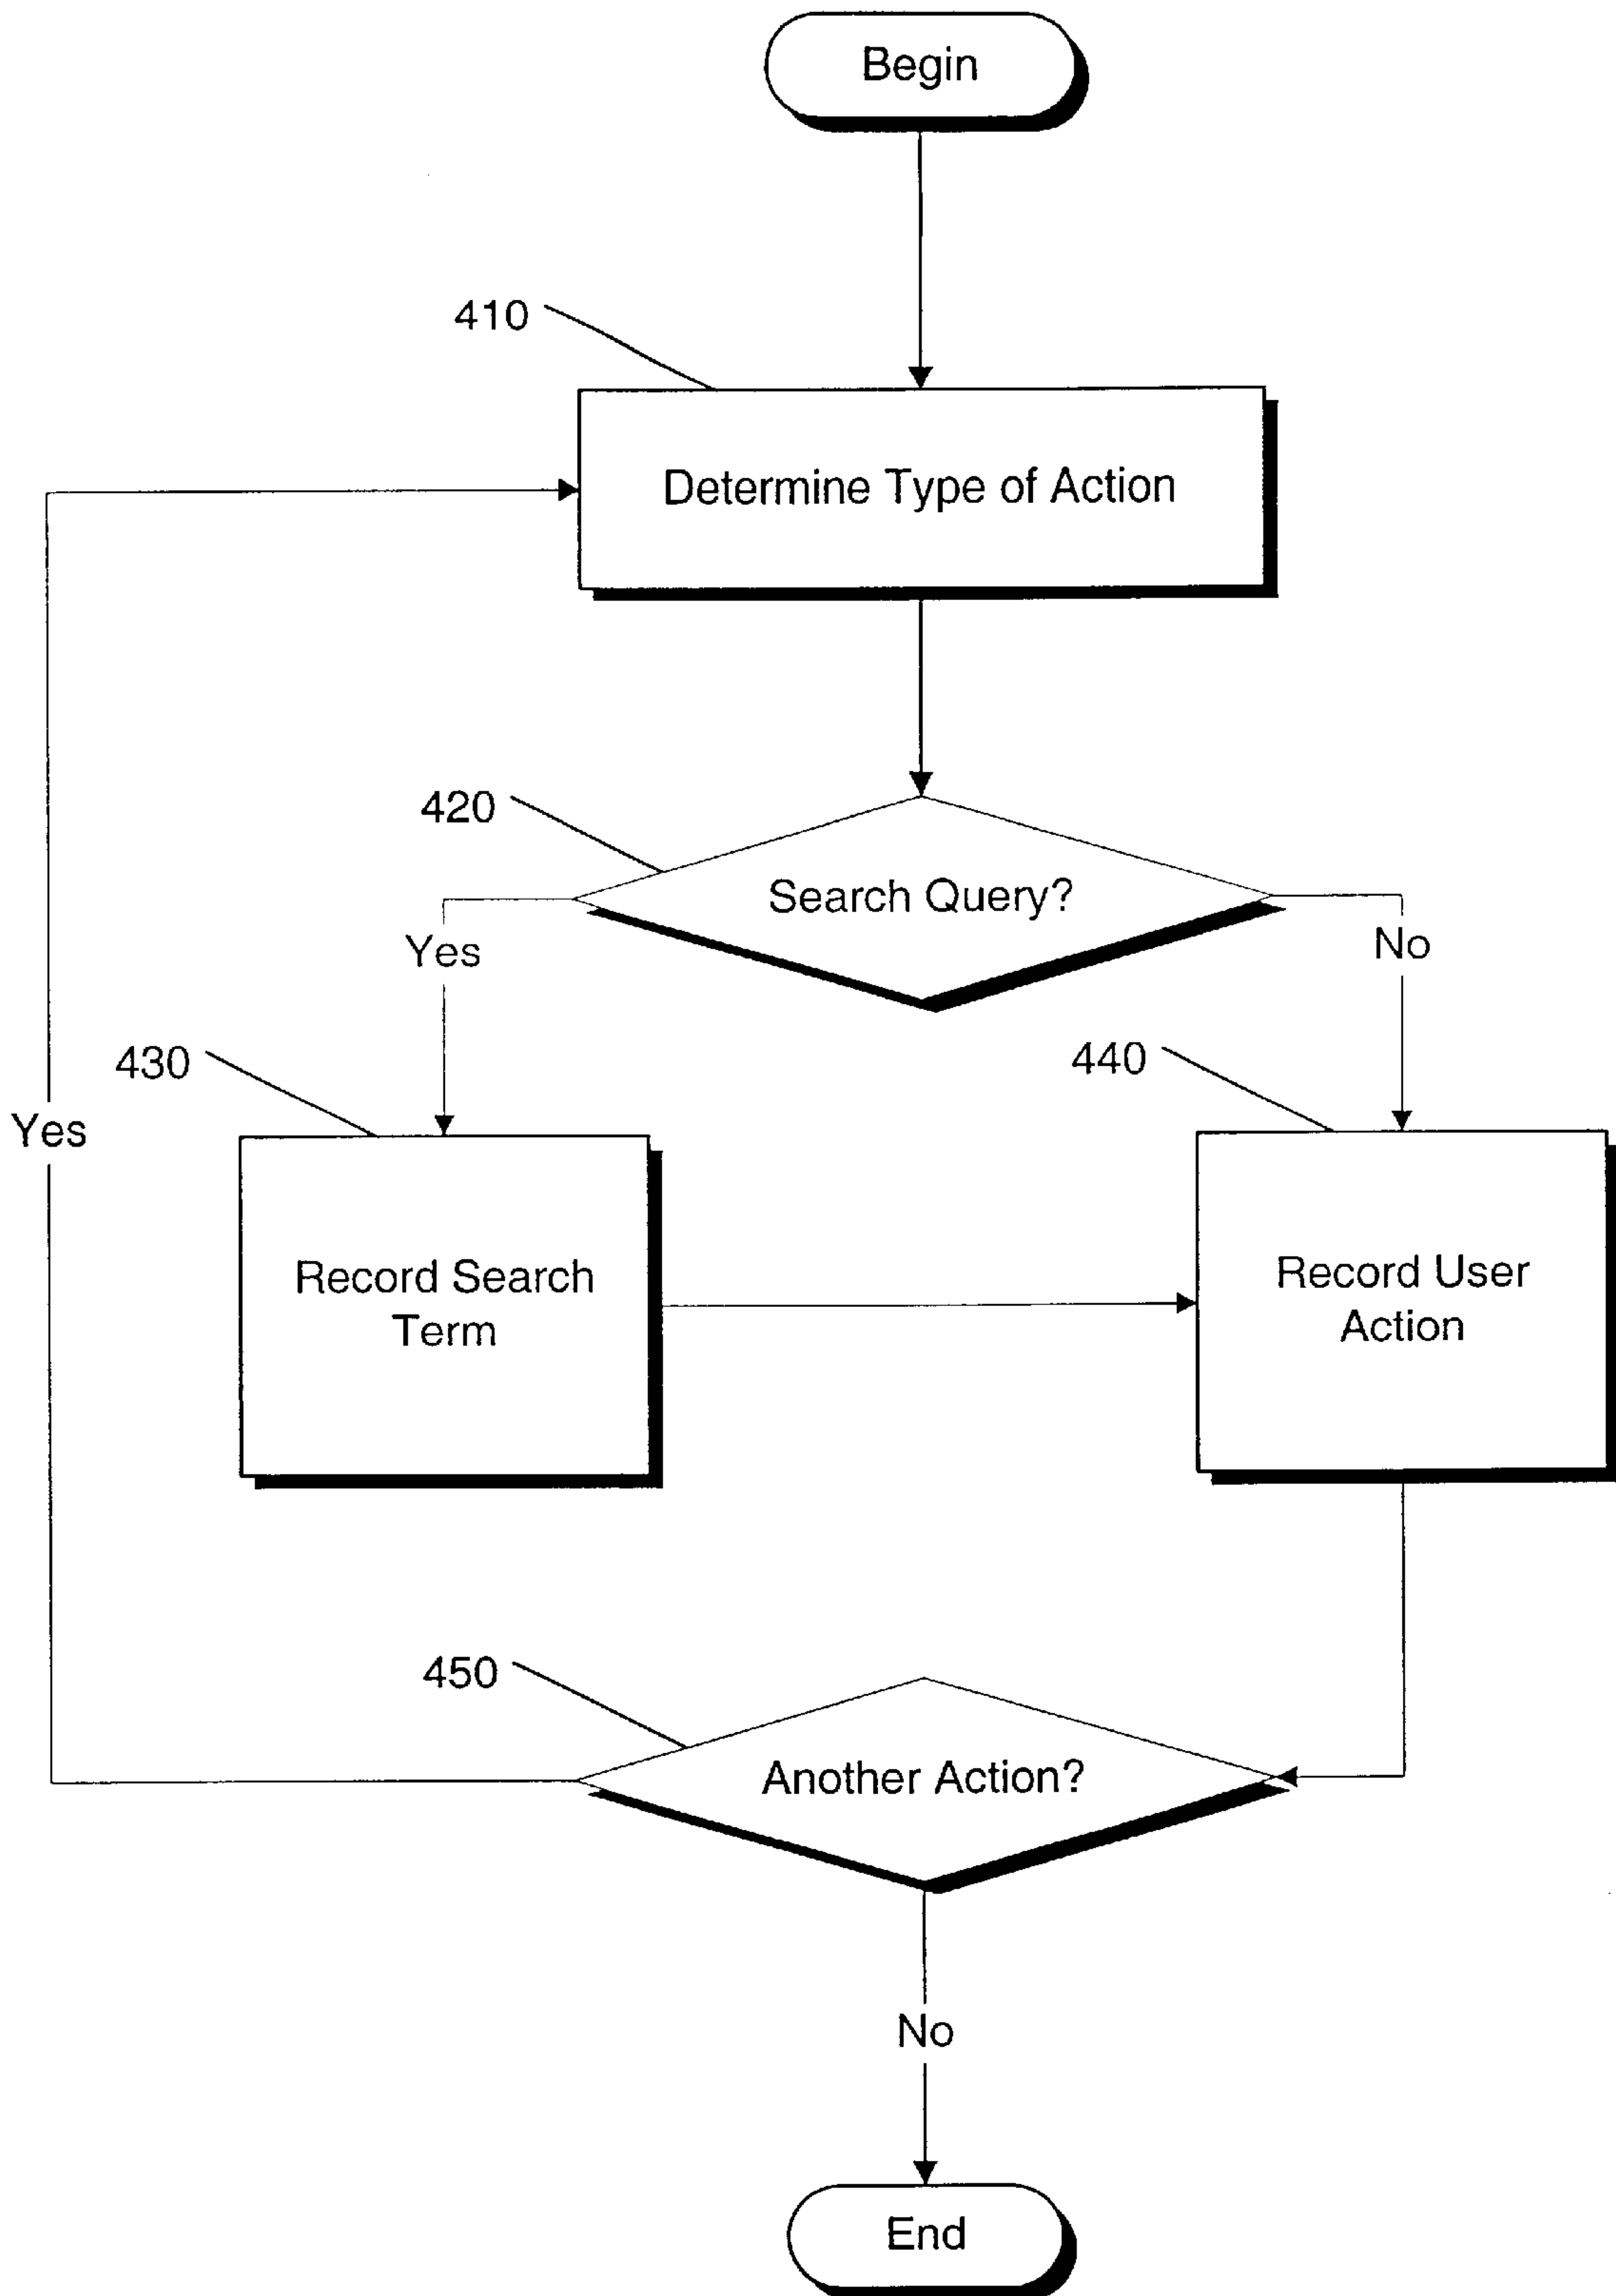 Begin
410
Determine Type of Action
420
Search Query?
Yes
No
430
440
Yes
Record Search
Term
Record User
Action
450
Another Action?
No
End